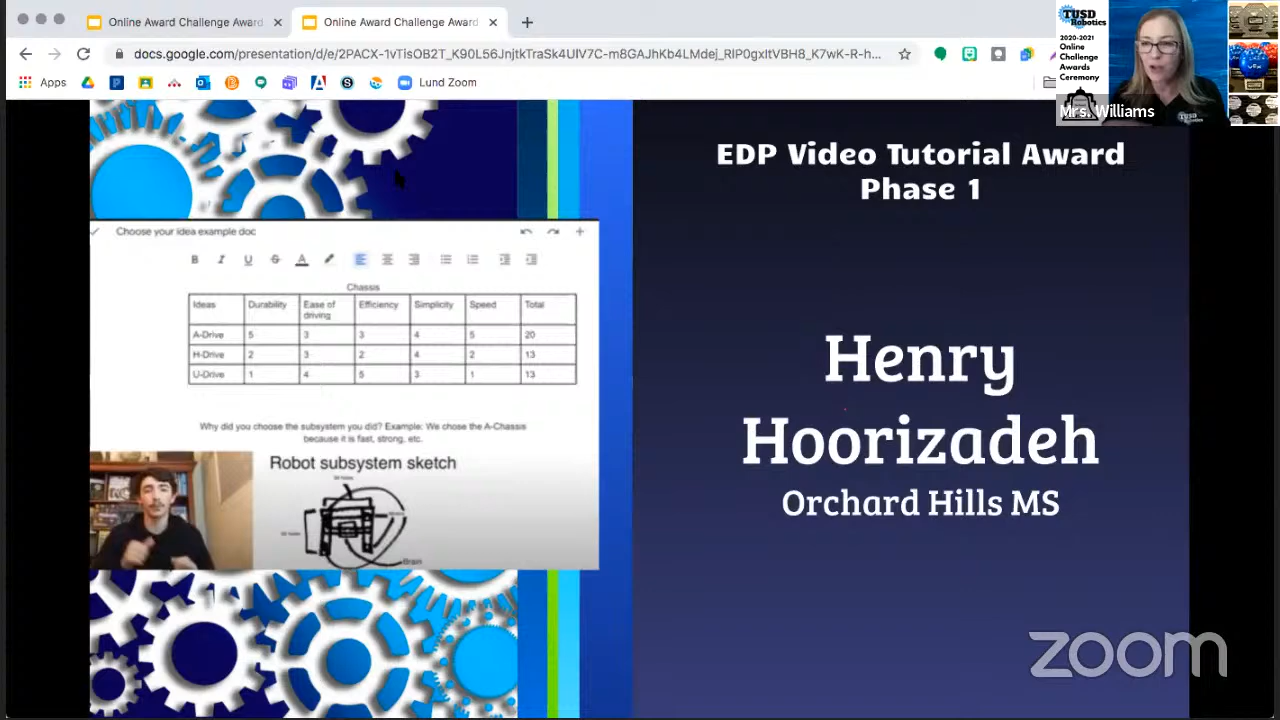 Online Award Challenge Award
Online Award Challenge Award
Apps
Lund Zoom
TUSD
Robotics
2020-2021
Online
Challenge
Awards
Ceremony
Mrs. Williams
EDP Video Tutorial Award
Phase 1
Henry
Hoorizadeh
Orchard Hills MS
Choose your idea example doc
Chassis
Ideas Durability Ease of driving Efficiency Simplicity Speed Total
A-Drive 5 3 3 4 5 20
H-Drive 2 3 2 4 2 13
U-Drive 1 4 5 3 1 13
Why did you choose the subsystem you did? Example: We chose the A-Chassis
because it is fast, strong, etc.
Robot subsystem sketch
Brain
zoom